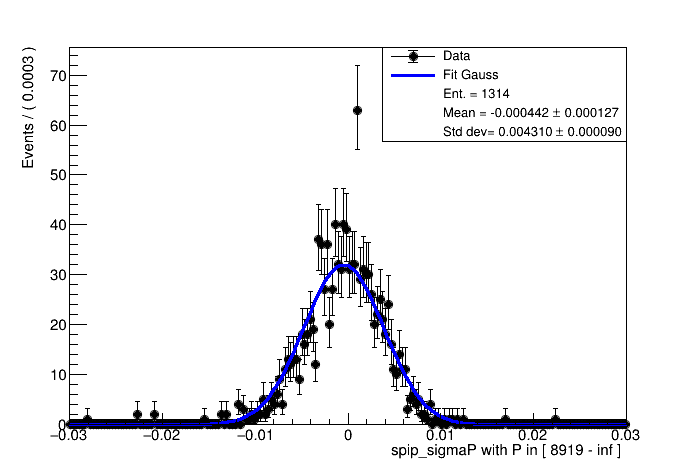 Events / ( 0.0003 )
70
60
50
40
30
20
10
0
Data
Fit Gauss
Ent. = 1314
Mean = -0.000442 ± 0.000127
Std dev= 0.004310 ± 0.000090
−0.03 −0.02 −0.01 0 0.01 0.02 0.03
spip_sigmaP with P in [ 8919 - inf ]